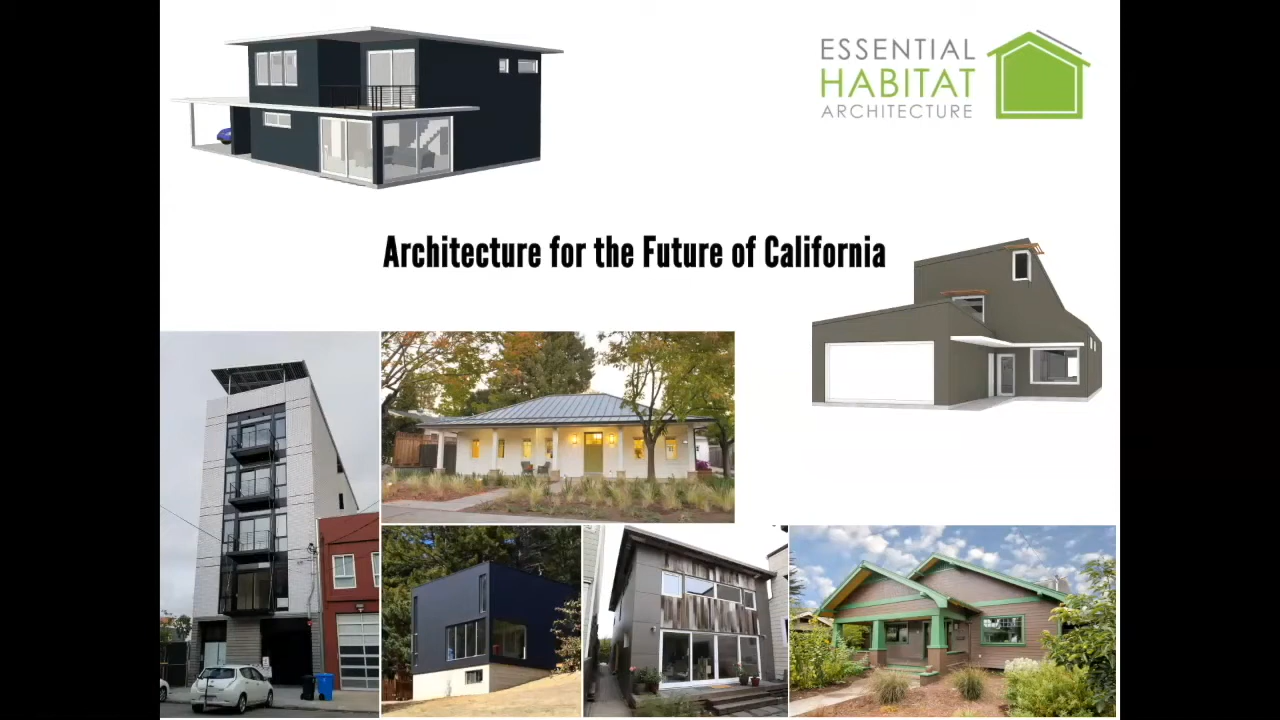 ESSENTIAL
HABITAT
ARCHITECTURE
Architecture for the Future of California